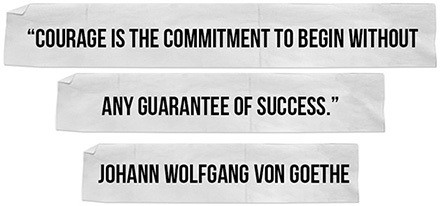 “COURAGE IS THE COMMITMENT TO BEGIN WITHOUT
ANY GUARANTEE OF SUCCESS.”
JOHANN WOLFGANG VON GOETHE